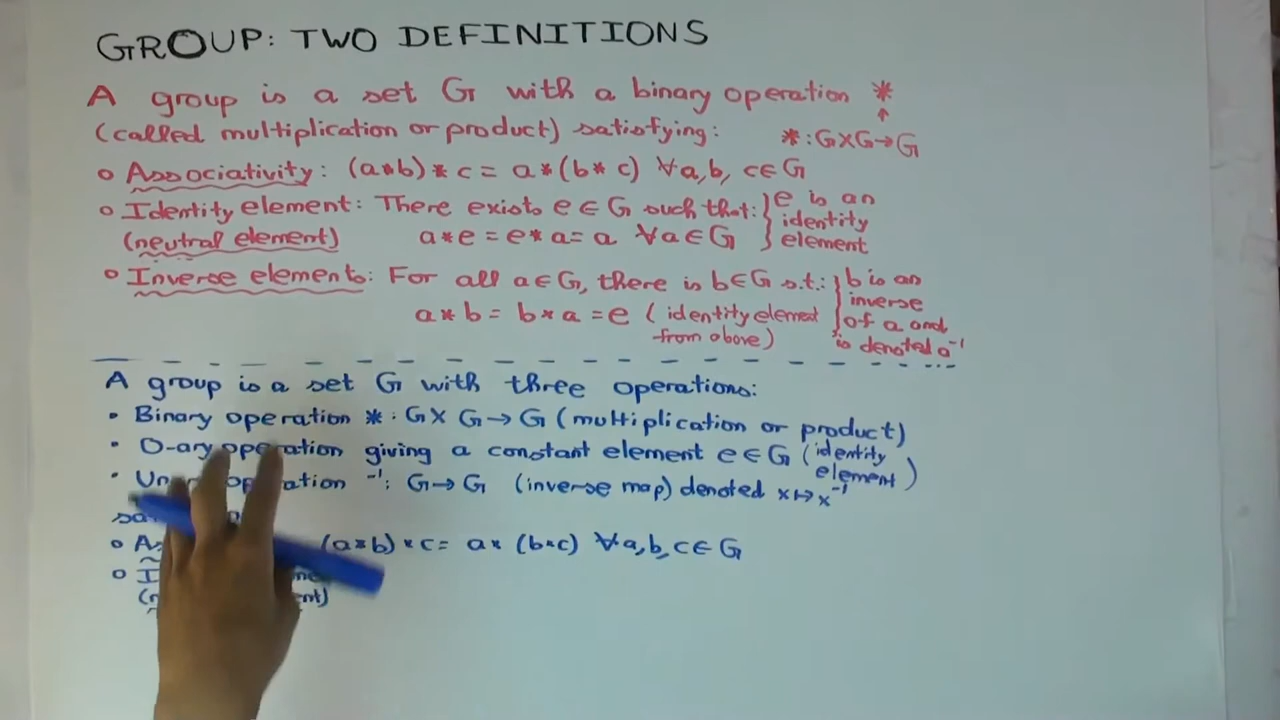 GROUP: TWO DEFINITIONS
A group is a set G with a binary operation *
(called multiplication or product) satisfying: *: G×G→G
o Associativity: (a*b)*c = a*(b*c) ∀a,b,c∈G
o Identity element: There exists e∈G such that: } e is an
(neutral element) a*e = e*a = a ∀a∈G } identity element
o Inverse elements: For all a∈G, there is b∈G s.t.: } b is an
a*b = b*a = e (identity element from above) } inverse of a and is denoted a⁻¹
A group is a set G with three operations:
• Binary operation *: G×G→G (multiplication or product)
• 0-ary operation giving a constant element e∈G (identity element)
• operation ⁻¹: G→G (inverse map) denoted x↦x⁻¹
o (a*b)*c = a*(b*c) ∀a,b,c∈G
o